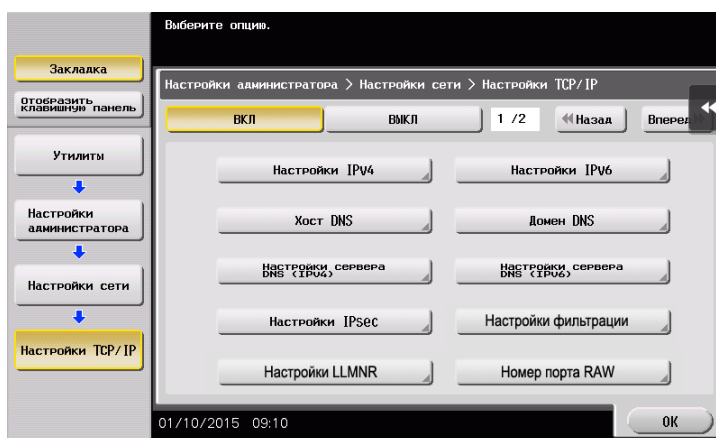 Выберите опцию.
Закладка
Отобразить
клавишную панель
Утилиты
Настройки
администратора
Настройки сети
Настройки TCP/IP
Настройки администратора > Настройки сети > Настройки TCP/IP
ВКЛ
ВЫКЛ
1 /2
Назад
Вперед
Настройки IPv4
Настройки IPv6
Хост DNS
Домен DNS
Настройки сервера
DNS (IPv4)
Настройки сервера
DNS (IPv6)
Настройки IPsec
Настройки фильтрации
Настройки LLMNR
Номер порта RAW
01/10/2015 09:10
OK